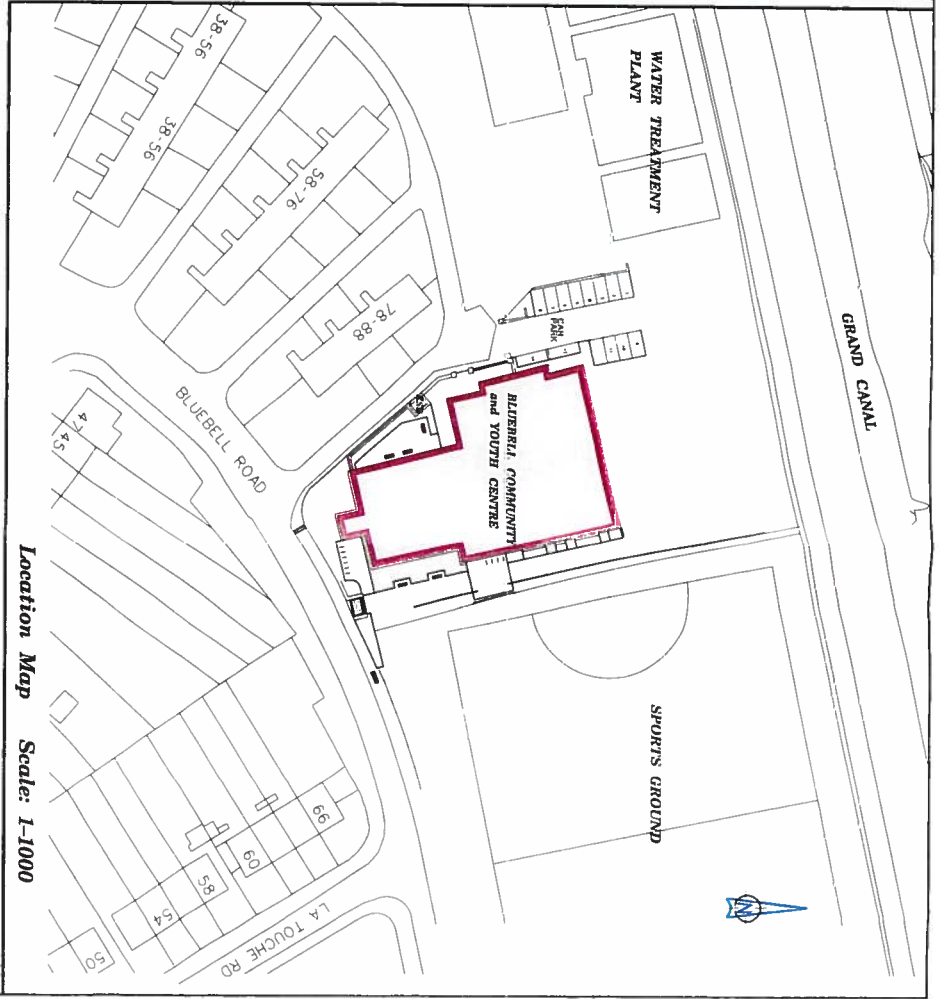 GRAND CANAL
WATER TREATMENT
PLANT
CAR
PARK
BLUEBELL COMMUNITY
and YOUTH CENTRE
SPORTS GROUND
N
38-56
38-56
58-76
78-88
BLUEBELL ROAD
47 45
66
60
58
54
50
LA TOUCHE RD
Location Map Scale: 1-1000